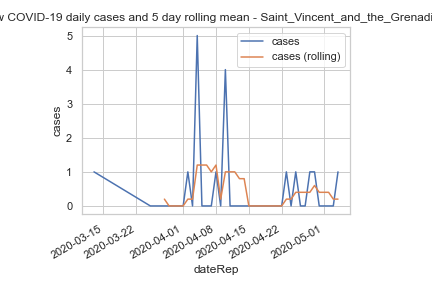 w COVID-19 daily cases and 5 day rolling mean - Saint_Vincent_and_the_Grenadi
cases
cases (rolling)
cases
5
4
3
2
1
0
2020-03-15
2020-03-22
2020-04-01
2020-04-08
2020-04-15
2020-04-22
2020-05-01
dateRep